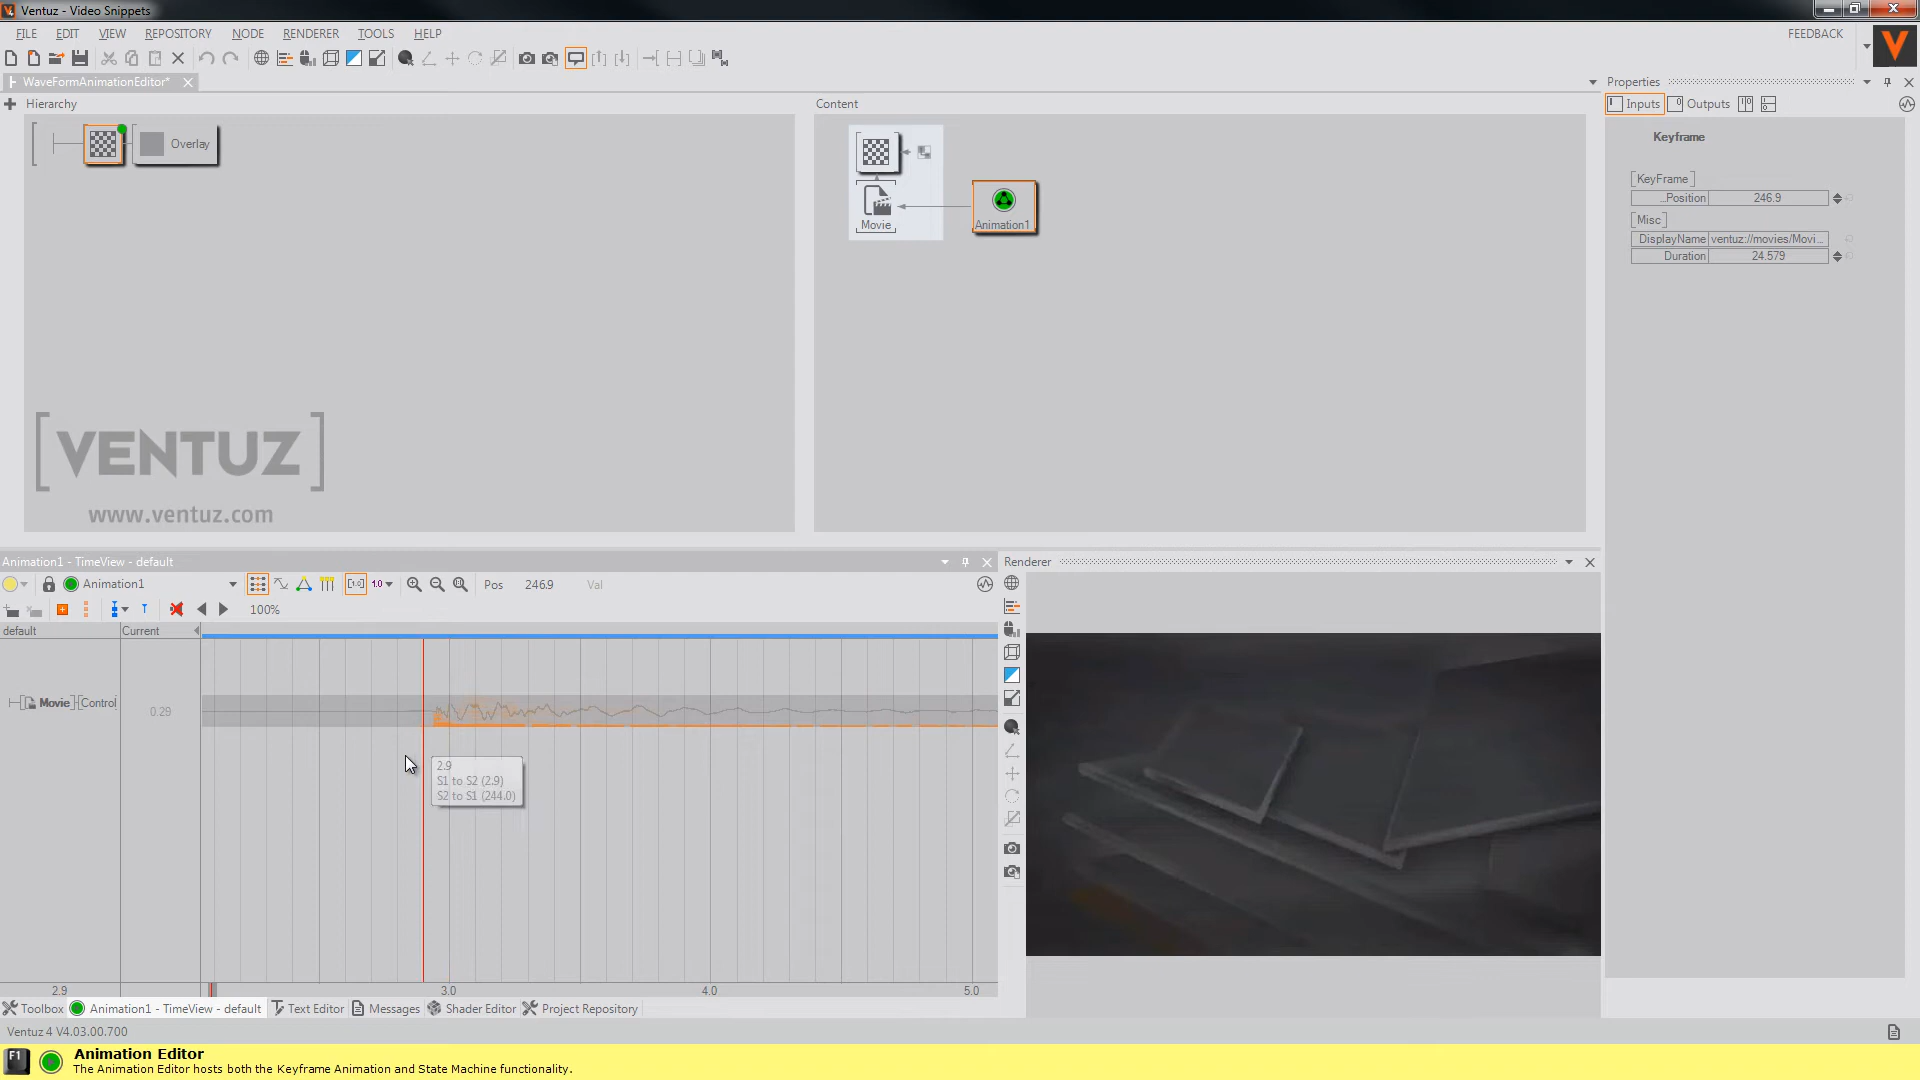 Ventuz - Video Snippets
FILE EDIT VIEW REPOSITORY NODE RENDERER TOOLS HELP
FEEDBACK
WaveFormAnimationEditor*
Hierarchy
Overlay
[VENTUZ]
www.ventuz.com
Content
Movie
Animation1
Properties
Inputs Outputs
Keyframe
[KeyFrame]
..Position 246.9
[Misc]
DisplayName ventuz://movies/Movi...
Duration 24.579
Animation1 - TimeView - default
Animation1
[1.0] 1.0 Pos 246.9 Val
100%
default Current
Movie [Control 0.29
2.9
S1 to S2 (2.9)
S2 to S1 (244.0)
2.9 3.0 4.0 5.0
Renderer
Toolbox Animation1 - TimeView - default Text Editor Messages Shader Editor Project Repository
Ventuz 4 V4.03.00.700
F1 Animation Editor
The Animation Editor hosts both the Keyframe Animation and State Machine functionality.